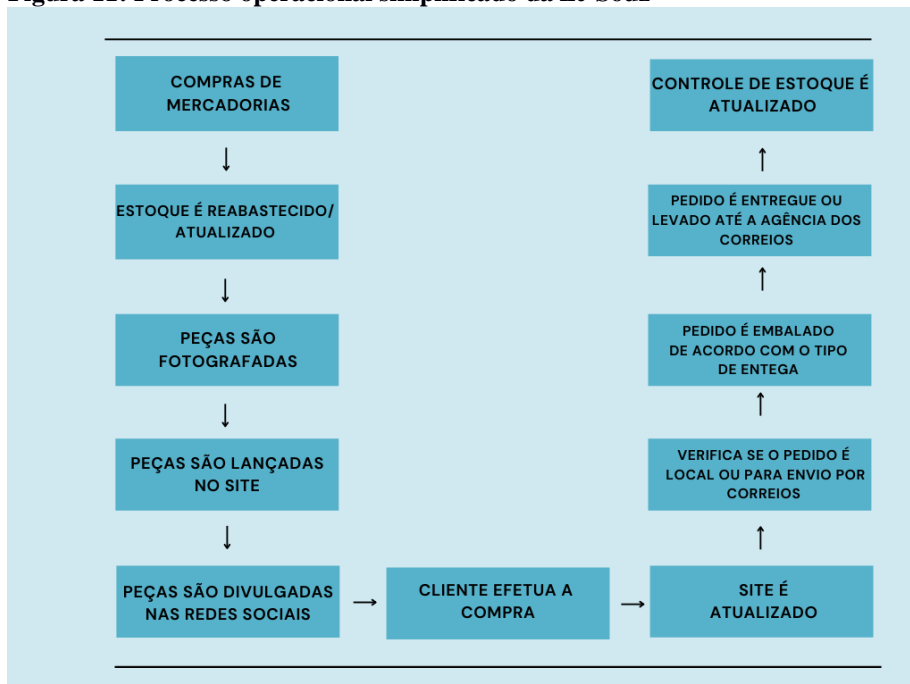 COMPRAS DE
MERCADORIAS
ESTOQUE É REABASTECIDO/
ATUALIZADO
PEÇAS SÃO
FOTOGRAFADAS
PEÇAS SÃO LANÇADAS
NO SITE
PEÇAS SÃO DIVULGADAS
NAS REDES SOCIAIS
CLIENTE EFETUA A
COMPRA
SITE É
ATUALIZADO
VERIFICA SE O PEDIDO É
LOCAL OU PARA ENVIO POR
CORREIOS
PEDIDO É EMBALADO
DE ACORDO COM O TIPO
DE ENTEGA
PEDIDO É ENTREGUE OU
LEVADO ATÉ A AGÊNCIA DOS
CORREIOS
CONTROLE DE ESTOQUE É
ATUALIZADO